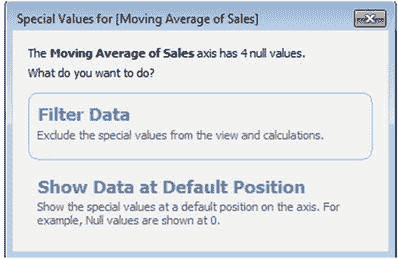 Special Values for [Moving Average of Sales]
The Moving Average of Sales axis has 4 null values.
What do you want to do?
Filter Data
Exclude the special values from the view and calculations.
Show Data at Default Position
Show the special values at a default position on the axis. For
example, Null values are shown at 0.